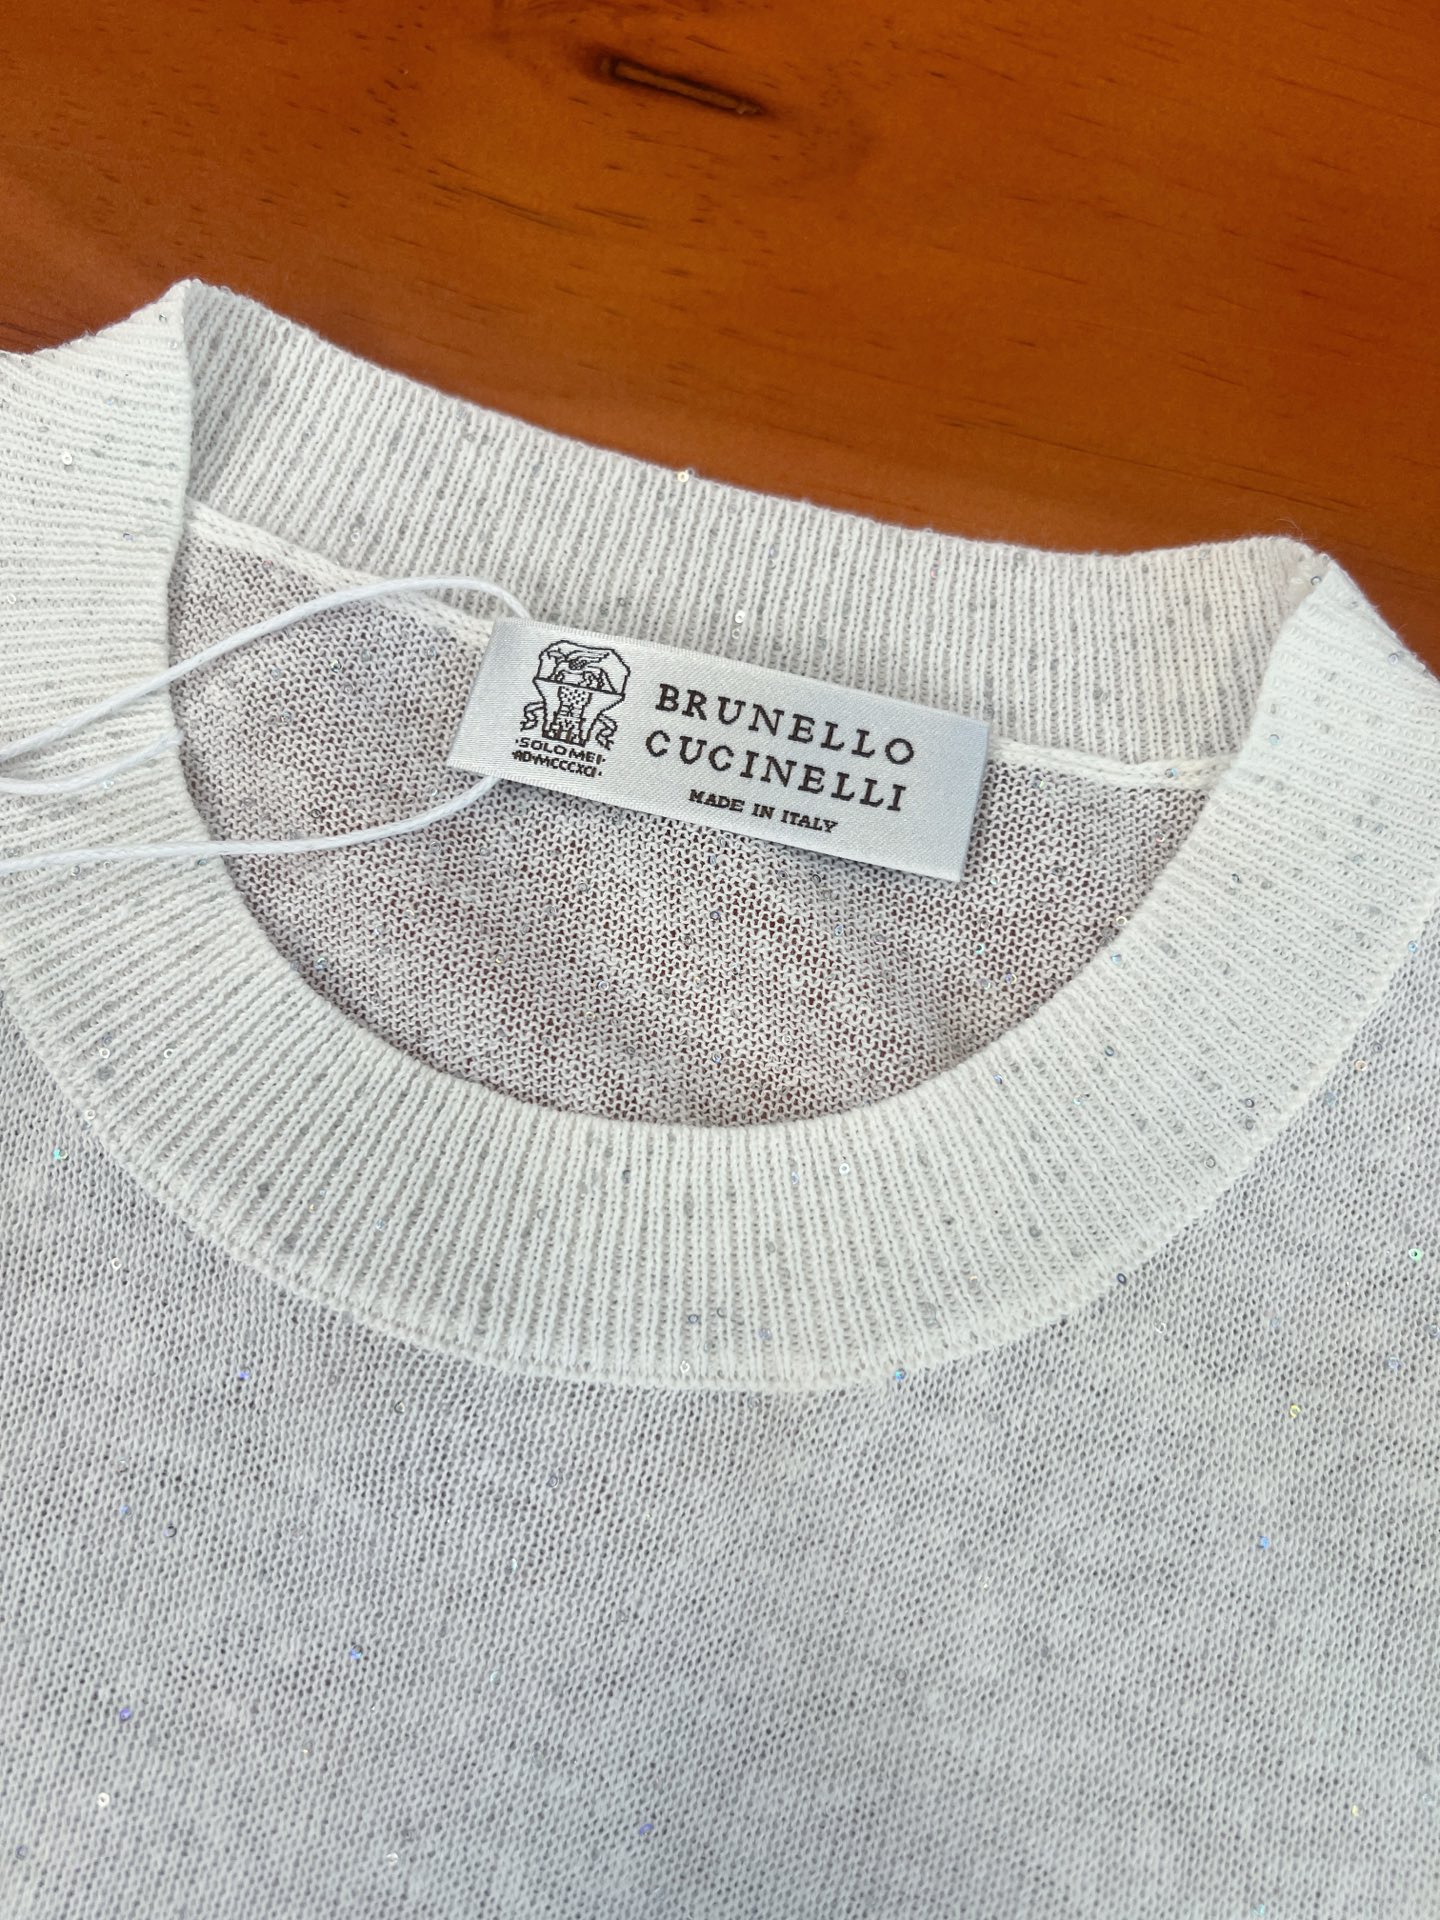 BRUNELLO
CUCINELLI
MADE IN ITALY
·SOLOMEI·
AD·MCCCXCI·